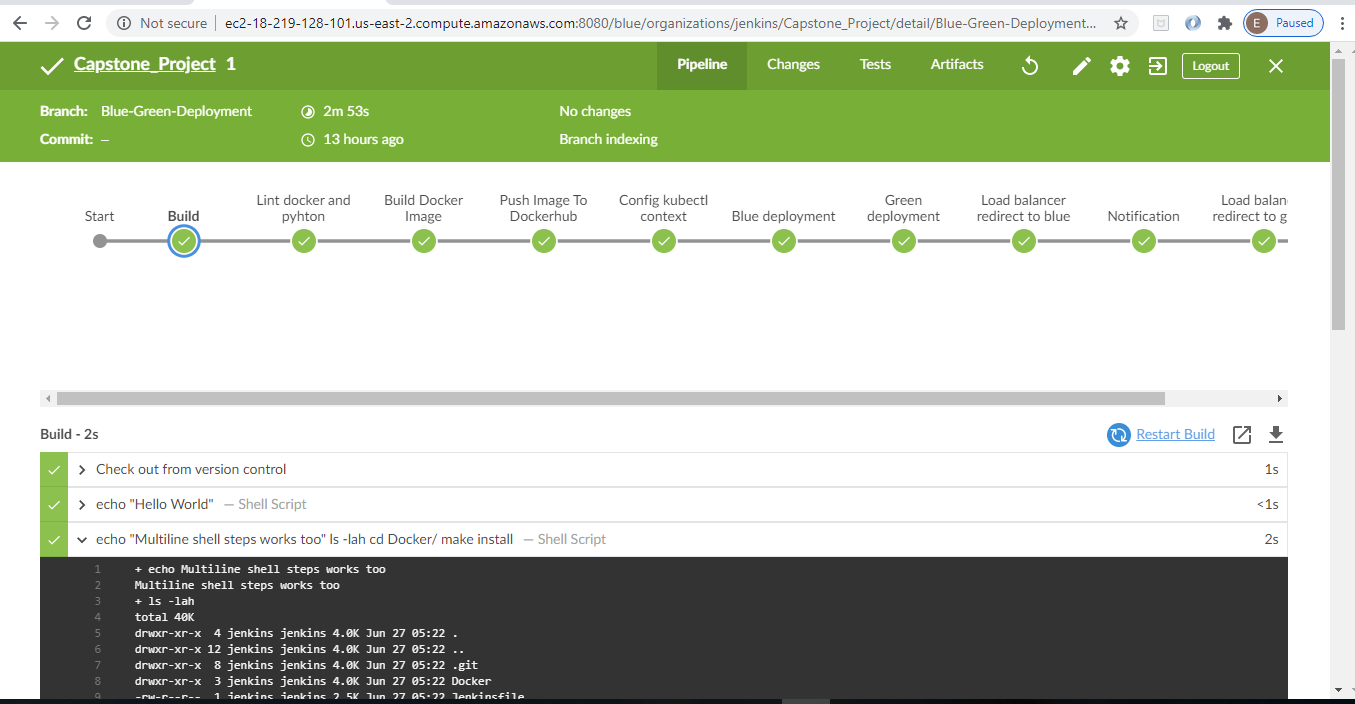 Not secure | ec2-18-219-128-101.us-east-2.compute.amazonaws.com:8080/blue/organizations/jenkins/Capstone_Project/detail/Blue-Green-Deployment... E Paused
Capstone_Project 1 Pipeline Changes Tests Artifacts Logout
Branch: Blue-Green-Deployment 2m 53s No changes
Commit: – 13 hours ago Branch indexing
Start
Build
Lint docker and
pyhton
Build Docker
Image
Push Image To
Dockerhub
Config kubectl
context
Blue deployment
Green
deployment
Load balancer
redirect to blue
Notification
Load balan
redirect to g
Build - 2s Restart Build
Check out from version control 1s
echo "Hello World" — Shell Script <1s
echo "Multiline shell steps works too" ls -lah cd Docker/ make install — Shell Script 2s
1 + echo Multiline shell steps works too
2 Multiline shell steps works too
3 + ls -lah
4 total 40K
5 drwxr-xr-x 4 jenkins jenkins 4.0K Jun 27 05:22 .
6 drwxr-xr-x 12 jenkins jenkins 4.0K Jun 27 05:22 ..
7 drwxr-xr-x 8 jenkins jenkins 4.0K Jun 27 05:22 .git
8 drwxr-xr-x 3 jenkins jenkins 4.0K Jun 27 05:22 Docker
9 -rw-r--r-- 1 jenkins jenkins 2.5K Jun 27 05:22 Jenkinsfile